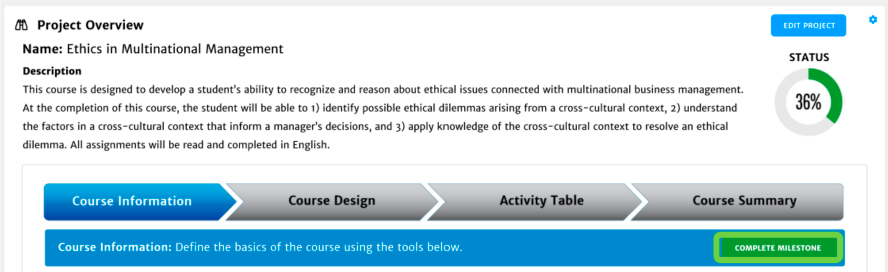 Project Overview
EDIT PROJECT
Name: Ethics in Multinational Management
STATUS
Description
This course is designed to develop a student's ability to recognize and reason about ethical issues connected with multinational business management.
At the completion of this course, the student will be able to 1) identify possible ethical dilemmas arising from a cross-cultural context, 2) understand
the factors in a cross-cultural context that inform a manager's decisions, and 3) apply knowledge of the cross-cultural context to resolve an ethical
dilemma. All assignments will be read and completed in English.
36%
Course Information
Course Design
Activity Table
Course Summary
Course Information: Define the basics of the course using the tools below.
COMPLETE MILESTONE